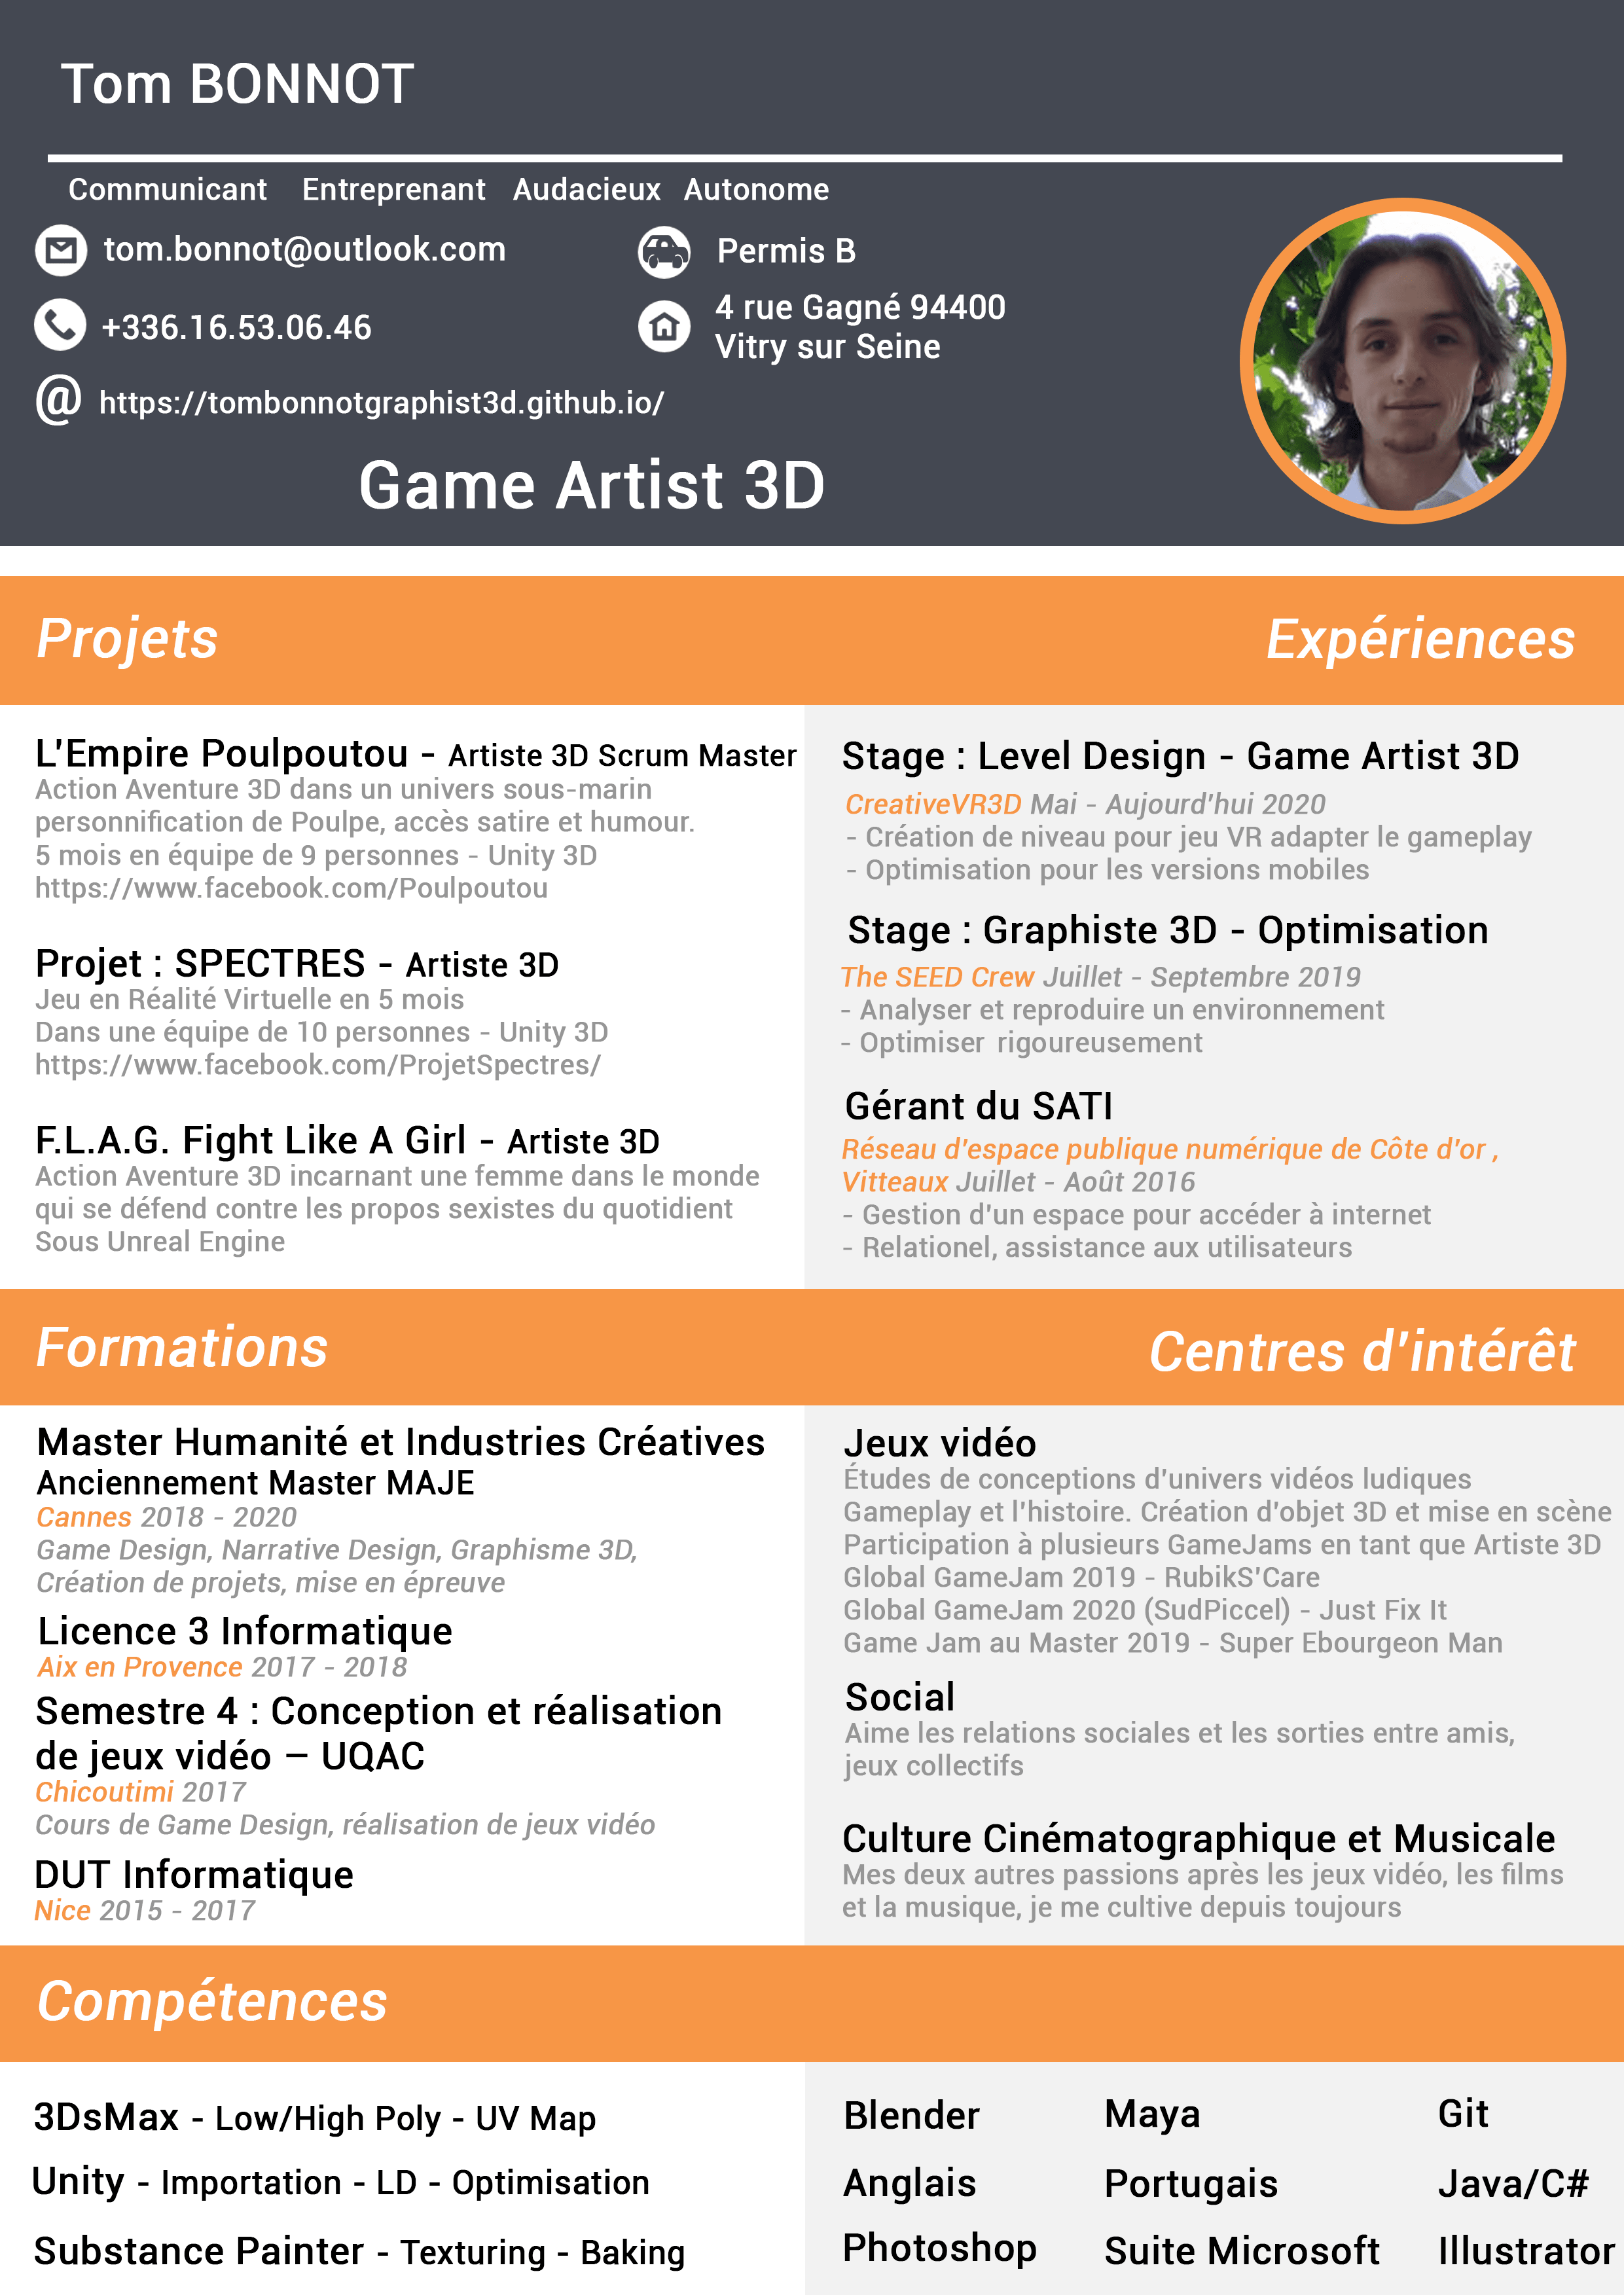 Tom BONNOT
Communicant Entreprenant Audacieux Autonome
tom.bonnot@outlook.com
Permis B
+336.16.53.06.46
4 rue Gagné 94400
Vitry sur Seine
@ https://tombonnotgraphist3d.github.io/
Game Artist 3D
Projets
L'Empire Poulpoutou - Artiste 3D Scrum Master
Action Aventure 3D dans un univers sous-marin
personnification de Poulpe, accès satire et humour.
5 mois en équipe de 9 personnes - Unity 3D
https://www.facebook.com/Poulpoutou
Projet : SPECTRES - Artiste 3D
Jeu en Réalité Virtuelle en 5 mois
Dans une équipe de 10 personnes - Unity 3D
https://www.facebook.com/ProjetSpectres/
F.L.A.G. Fight Like A Girl - Artiste 3D
Action Aventure 3D incarnant une femme dans le monde
qui se défend contre les propos sexistes du quotidient
Sous Unreal Engine
Expériences
Stage : Level Design - Game Artist 3D
CreativeVR3D Mai - Aujourd'hui 2020
- Création de niveau pour jeu VR adapter le gameplay
- Optimisation pour les versions mobiles
Stage : Graphiste 3D - Optimisation
The SEED Crew Juillet - Septembre 2019
- Analyser et reproduire un environnement
- Optimiser rigoureusement
Gérant du SATI
Réseau d'espace publique numérique de Côte d'or ,
Vitteaux Juillet - Août 2016
- Gestion d'un espace pour accéder à internet
- Relationel, assistance aux utilisateurs
Formations
Master Humanité et Industries Créatives
Anciennement Master MAJE
Cannes 2018 - 2020
Game Design, Narrative Design, Graphisme 3D,
Création de projets, mise en épreuve
Licence 3 Informatique
Aix en Provence 2017 - 2018
Semestre 4 : Conception et réalisation
de jeux vidéo – UQAC
Chicoutimi 2017
Cours de Game Design, réalisation de jeux vidéo
DUT Informatique
Nice 2015 - 2017
Centres d'intérêt
Jeux vidéo
Études de conceptions d'univers vidéos ludiques
Gameplay et l'histoire. Création d'objet 3D et mise en scène
Participation à plusieurs GameJams en tant que Artiste 3D
Global GameJam 2019 - RubikS'Care
Global GameJam 2020 (SudPiccel) - Just Fix It
Game Jam au Master 2019 - Super Ebourgeon Man
Social
Aime les relations sociales et les sorties entre amis,
jeux collectifs
Culture Cinématographique et Musicale
Mes deux autres passions après les jeux vidéo, les films
et la musique, je me cultive depuis toujours
Compétences
3DsMax - Low/High Poly - UV Map
Unity - Importation - LD - Optimisation
Substance Painter - Texturing - Baking
Blender Maya Git
Anglais Portugais Java/C#
Photoshop Suite Microsoft Illustrator